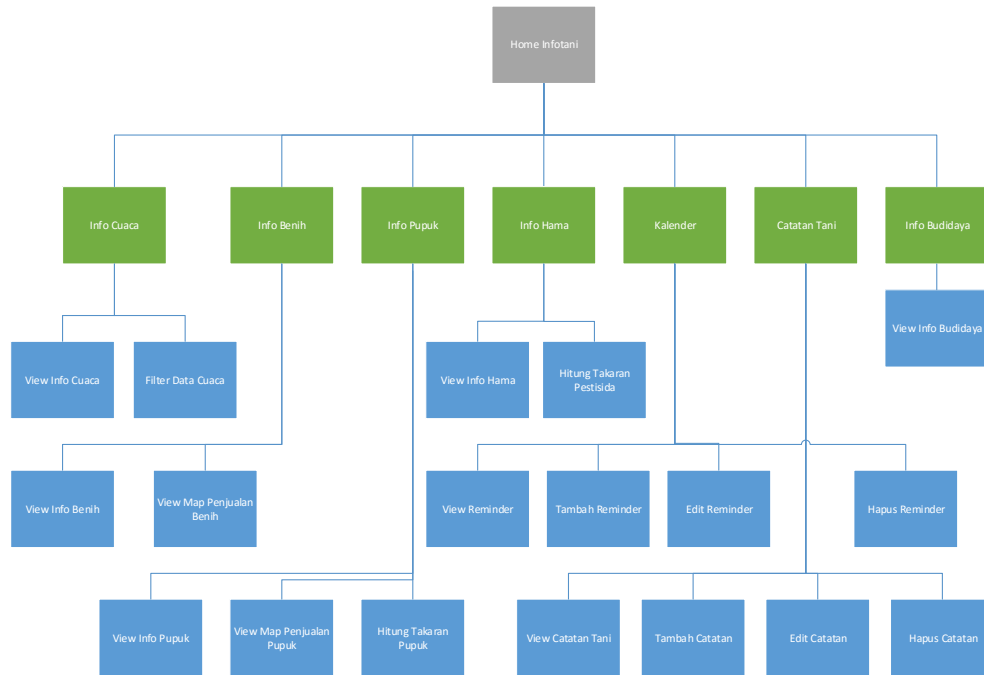 Home Infotani
Info Cuaca
Info Benih
Info Pupuk
Info Hama
Kalender
Catatan Tani
Info Budidaya
View Info Budidaya
View Info Cuaca
Filter Data Cuaca
View Info Hama
Hitung Takaran
Pestisida
View Info Benih
View Map Penjualan
Benih
View Reminder
Tambah Reminder
Edit Reminder
Hapus Reminder
View Info Pupuk
View Map Penjualan
Pupuk
Hitung Takaran
Pupuk
View Catatan Tani
Tambah Catatan
Edit Catatan
Hapus Catatan